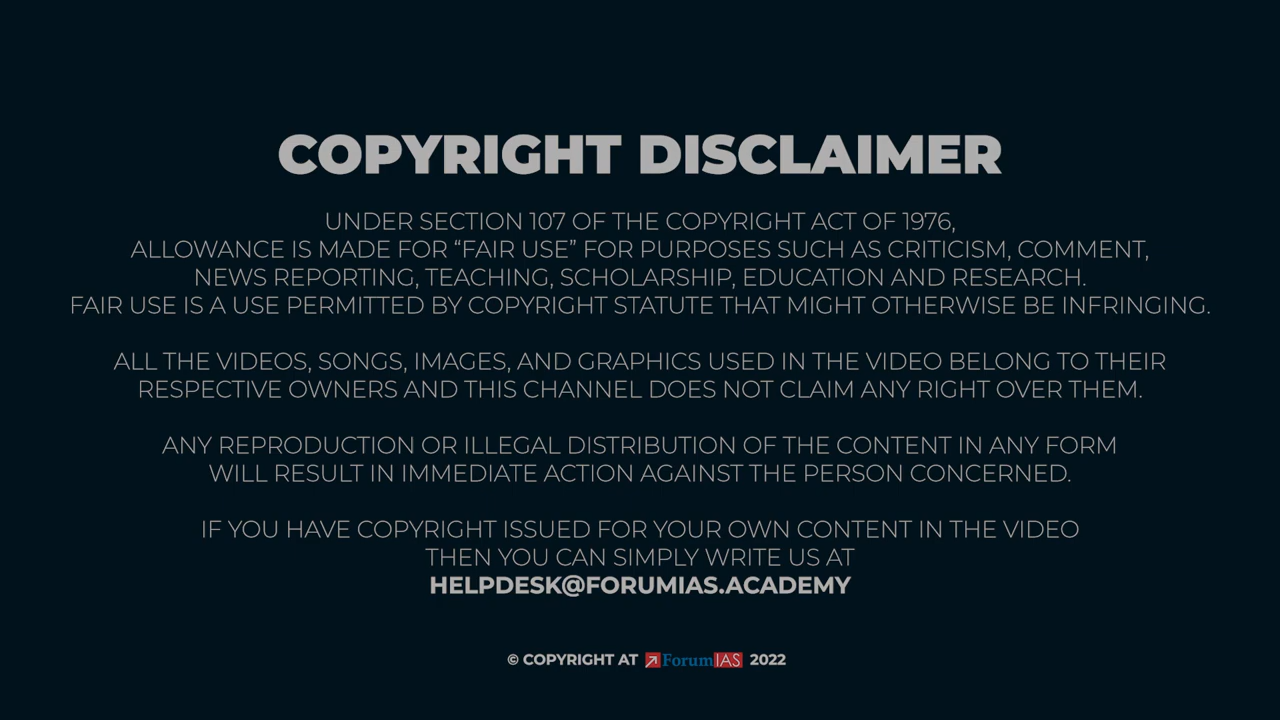 COPYRIGHT DISCLAIMER
UNDER SECTION 107 OF THE COPYRIGHT ACT OF 1976,
ALLOWANCE IS MADE FOR “FAIR USE” FOR PURPOSES SUCH AS CRITICISM, COMMENT,
NEWS REPORTING, TEACHING, SCHOLARSHIP, EDUCATION AND RESEARCH.
FAIR USE IS A USE PERMITTED BY COPYRIGHT STATUTE THAT MIGHT OTHERWISE BE INFRINGING.
ALL THE VIDEOS, SONGS, IMAGES, AND GRAPHICS USED IN THE VIDEO BELONG TO THEIR
RESPECTIVE OWNERS AND THIS CHANNEL DOES NOT CLAIM ANY RIGHT OVER THEM.
ANY REPRODUCTION OR ILLEGAL DISTRIBUTION OF THE CONTENT IN ANY FORM
WILL RESULT IN IMMEDIATE ACTION AGAINST THE PERSON CONCERNED.
IF YOU HAVE COPYRIGHT ISSUED FOR YOUR OWN CONTENT IN THE VIDEO
THEN YOU CAN SIMPLY WRITE US AT
HELPDESK@FORUMIAS.ACADEMY
© COPYRIGHT AT ForumIAS 2022